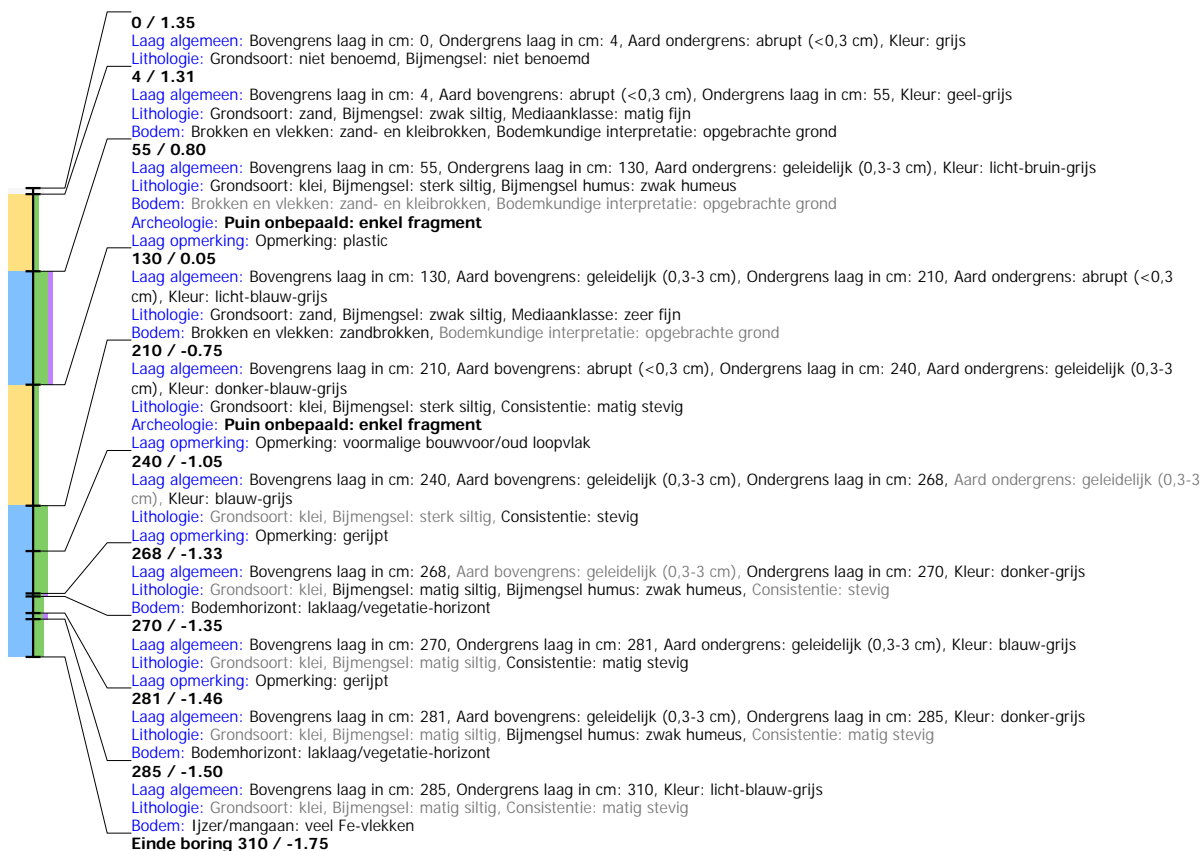 0 / 1.35
Laag algemeen: Bovengrens laag in cm: 0, Ondergrens laag in cm: 4, Aard ondergrens: abrupt (<0,3 cm), Kleur: grijs
Lithologie: Grondsoort: niet benoemd, Bijmengsel: niet benoemd
4 / 1.31
Laag algemeen: Bovengrens laag in cm: 4, Aard bovengrens: abrupt (<0,3 cm), Ondergrens laag in cm: 55, Kleur: geel-grijs
Lithologie: Grondsoort: zand, Bijmengsel: zwak siltig, Mediaanklasse: matig fijn
Bodem: Brokken en vlekken: zand- en kleibrokken, Bodemkundige interpretatie: opgebrachte grond
55 / 0.80
Laag algemeen: Bovengrens laag in cm: 55, Ondergrens laag in cm: 130, Aard ondergrens: geleidelijk (0,3-3 cm), Kleur: licht-bruin-grijs
Lithologie: Grondsoort: klei, Bijmengsel: sterk siltig, Bijmengsel humus: zwak humeus
Bodem: Brokken en vlekken: zand- en kleibrokken, Bodemkundige interpretatie: opgebrachte grond
Archeologie: Puin onbepaald: enkel fragment
Laag opmerking: Opmerking: plastic
130 / 0.05
Laag algemeen: Bovengrens laag in cm: 130, Aard bovengrens: geleidelijk (0,3-3 cm), Ondergrens laag in cm: 210, Aard ondergrens: abrupt (<0,3
cm), Kleur: licht-blauw-grijs
Lithologie: Grondsoort: zand, Bijmengsel: zwak siltig, Mediaanklasse: zeer fijn
Bodem: Brokken en vlekken: zandbrokken, Bodemkundige interpretatie: opgebrachte grond
210 / -0.75
Laag algemeen: Bovengrens laag in cm: 210, Aard bovengrens: abrupt (<0,3 cm), Ondergrens laag in cm: 240, Aard ondergrens: geleidelijk (0,3-3
cm), Kleur: donker-blauw-grijs
Lithologie: Grondsoort: klei, Bijmengsel: sterk siltig, Consistentie: matig stevig
Archeologie: Puin onbepaald: enkel fragment
Laag opmerking: Opmerking: voormalige bouwvoor/oud loopvlak
240 / -1.05
Laag algemeen: Bovengrens laag in cm: 240, Aard bovengrens: geleidelijk (0,3-3 cm), Ondergrens laag in cm: 268, Aard ondergrens: geleidelijk (0,3-3
cm), Kleur: blauw-grijs
Lithologie: Grondsoort: klei, Bijmengsel: sterk siltig, Consistentie: stevig
Laag opmerking: Opmerking: gerijpt
268 / -1.33
Laag algemeen: Bovengrens laag in cm: 268, Aard bovengrens: geleidelijk (0,3-3 cm), Ondergrens laag in cm: 270, Kleur: donker-grijs
Lithologie: Grondsoort: klei, Bijmengsel: matig siltig, Bijmengsel humus: zwak humeus, Consistentie: stevig
Bodem: Bodemhorizont: laklaag/vegetatie-horizont
270 / -1.35
Laag algemeen: Bovengrens laag in cm: 270, Ondergrens laag in cm: 281, Aard ondergrens: geleidelijk (0,3-3 cm), Kleur: blauw-grijs
Lithologie: Grondsoort: klei, Bijmengsel: matig siltig, Consistentie: matig stevig
Laag opmerking: Opmerking: gerijpt
281 / -1.46
Laag algemeen: Bovengrens laag in cm: 281, Aard bovengrens: geleidelijk (0,3-3 cm), Ondergrens laag in cm: 285, Kleur: donker-grijs
Lithologie: Grondsoort: klei, Bijmengsel: matig siltig, Bijmengsel humus: zwak humeus, Consistentie: matig stevig
Bodem: Bodemhorizont: laklaag/vegetatie-horizont
285 / -1.50
Laag algemeen: Bovengrens laag in cm: 285, Ondergrens laag in cm: 310, Kleur: licht-blauw-grijs
Lithologie: Grondsoort: klei, Bijmengsel: matig siltig, Consistentie: matig stevig
Bodem: Ijzer/mangaan: veel Fe-vlekken
Einde boring 310 / -1.75